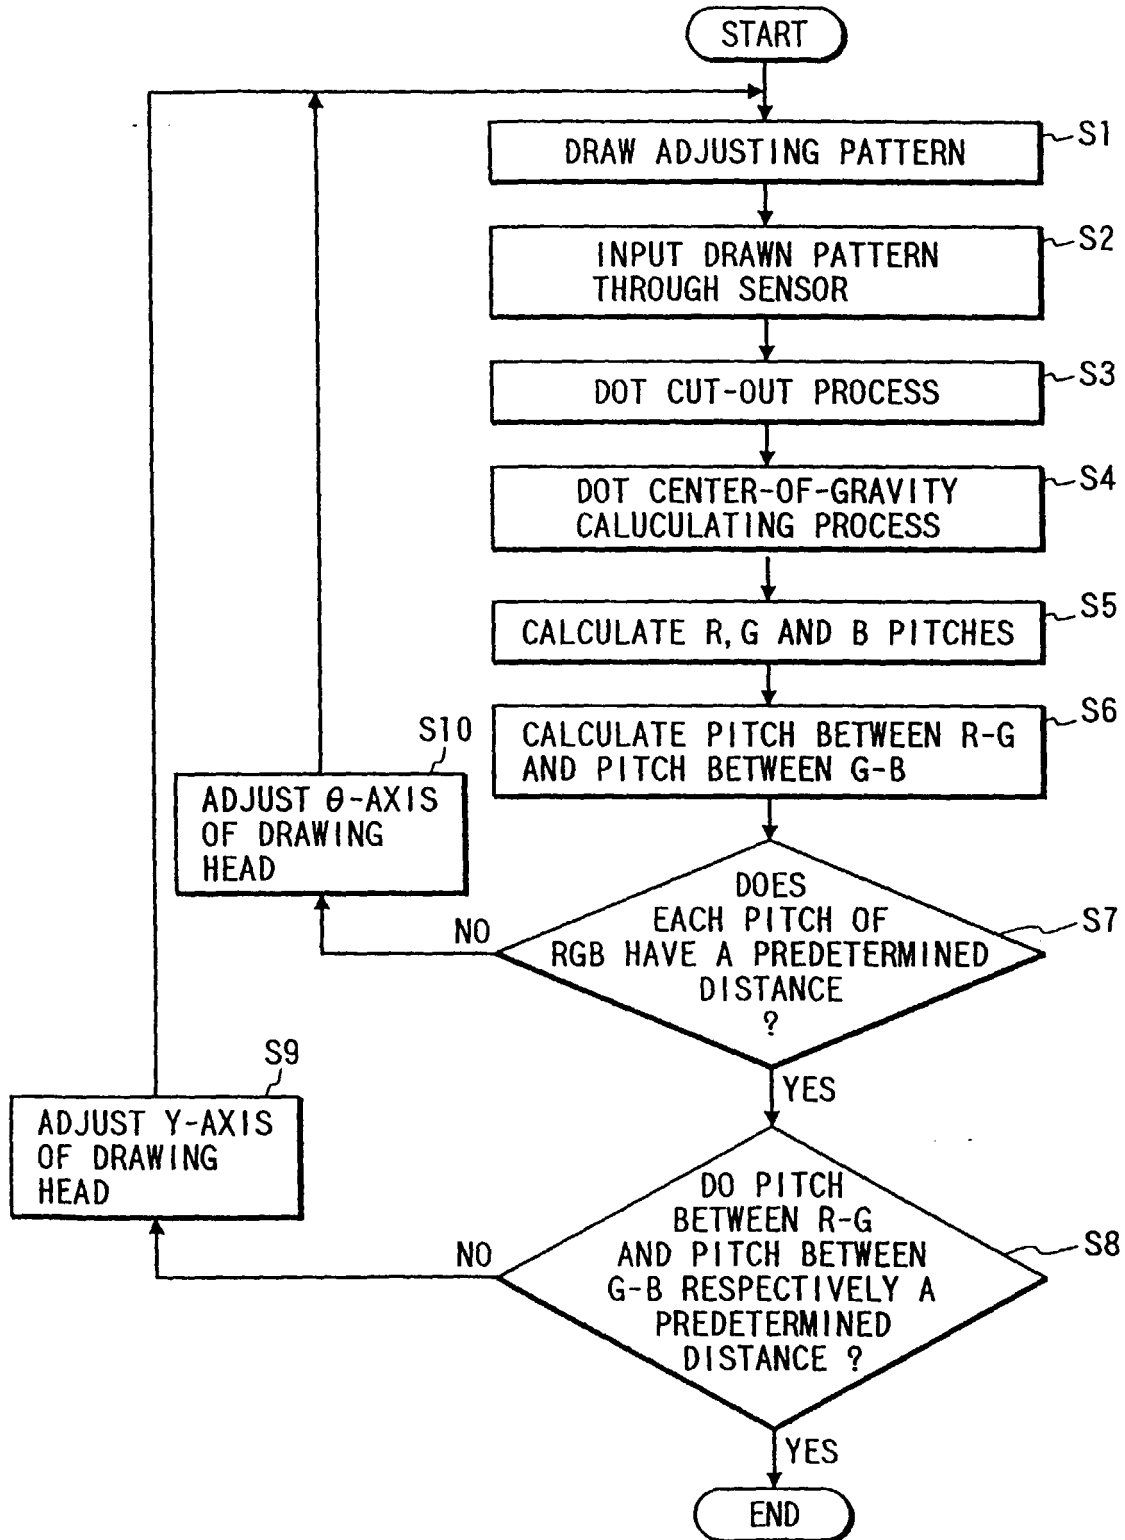 START
DRAW ADJUSTING PATTERN
S1
INPUT DRAWN PATTERN
THROUGH SENSOR
S2
DOT CUT-OUT PROCESS
S3
DOT CENTER-OF-GRAVITY
CALUCULATING PROCESS
S4
CALCULATE R, G AND B PITCHES
S5
CALCULATE PITCH BETWEEN R-G
AND PITCH BETWEEN G-B
S6
S10
ADJUST θ-AXIS
OF DRAWING
HEAD
DOES
EACH PITCH OF
RGB HAVE A PREDETERMINED
DISTANCE
?
S7
NO
YES
S9
ADJUST Y-AXIS
OF DRAWING
HEAD
DO PITCH
BETWEEN R-G
AND PITCH BETWEEN
G-B RESPECTIVELY A
PREDETERMINED
DISTANCE ?
S8
NO
YES
END